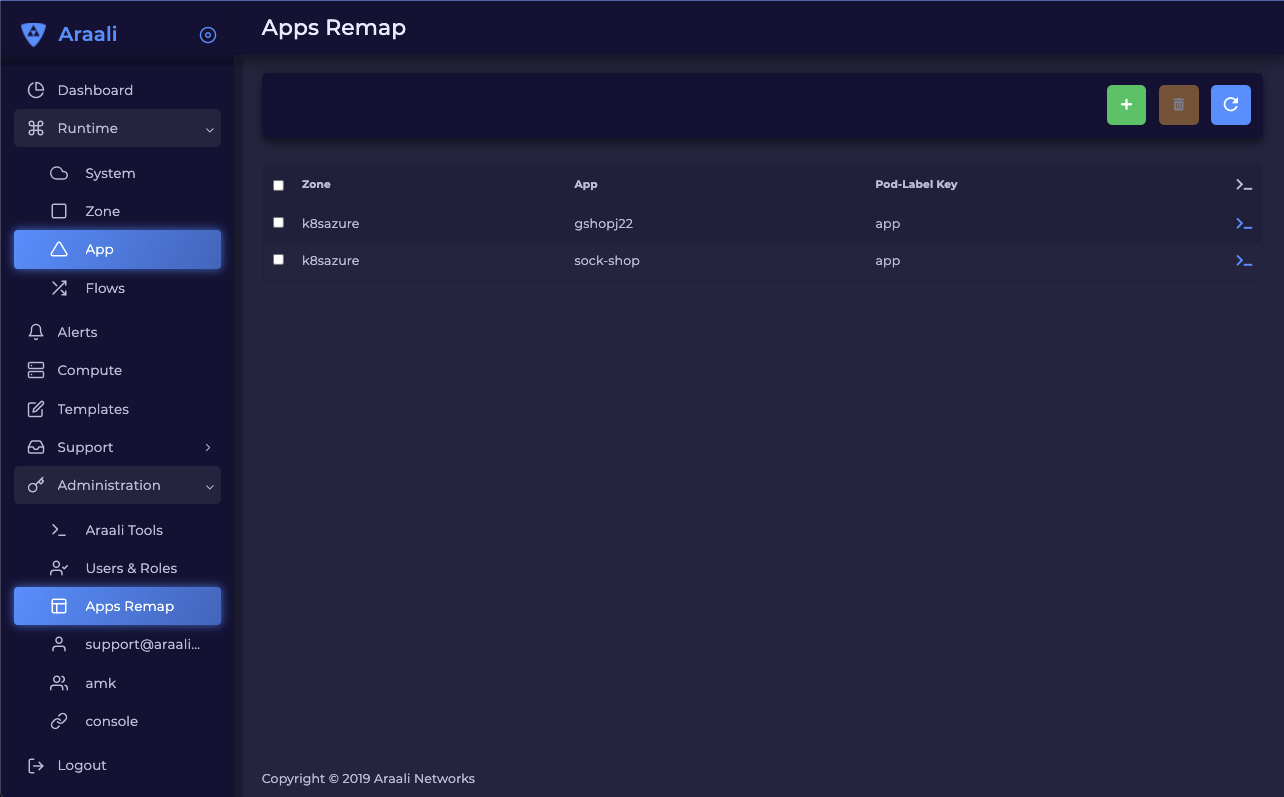 Araali
Apps Remap
Dashboard
Runtime
System
Zone
App
Flows
Alerts
Compute
Templates
Support
Administration
Araali Tools
Users & Roles
Apps Remap
support@araali...
amk
console
Logout
Zone App Pod-Label Key
k8sazure gshopj22 app
k8sazure sock-shop app
Copyright © 2019 Araali Networks